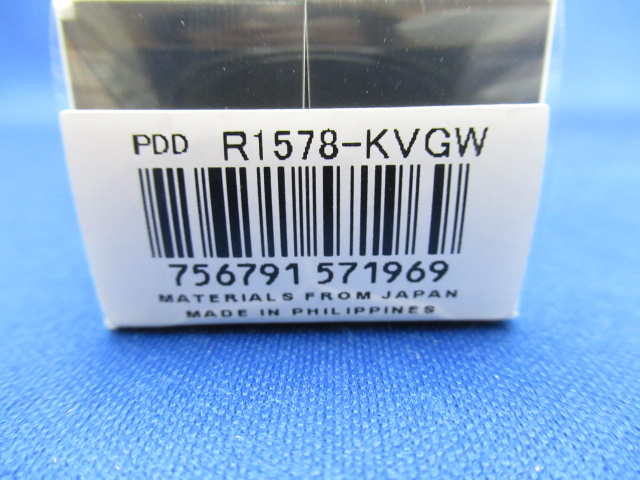 PDD R1578-KVGW
756791 571969
MATERIALS FROM JAPAN
MADE IN PHILIPPINES